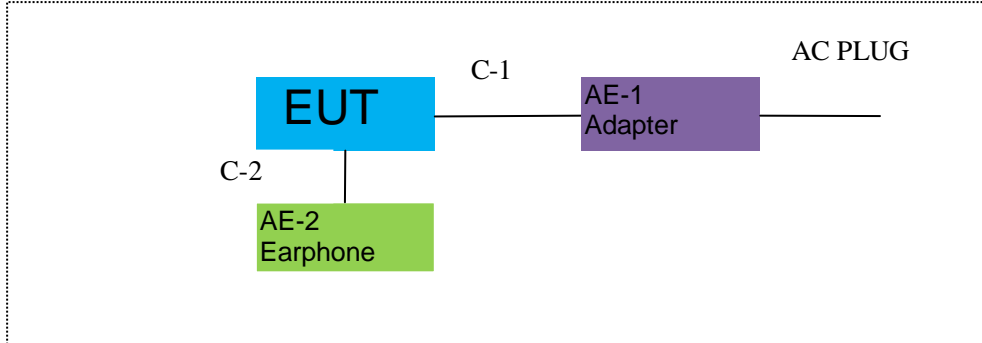 AC PLUG
C-1
EUT
AE-1
Adapter
C-2
AE-2
Earphone